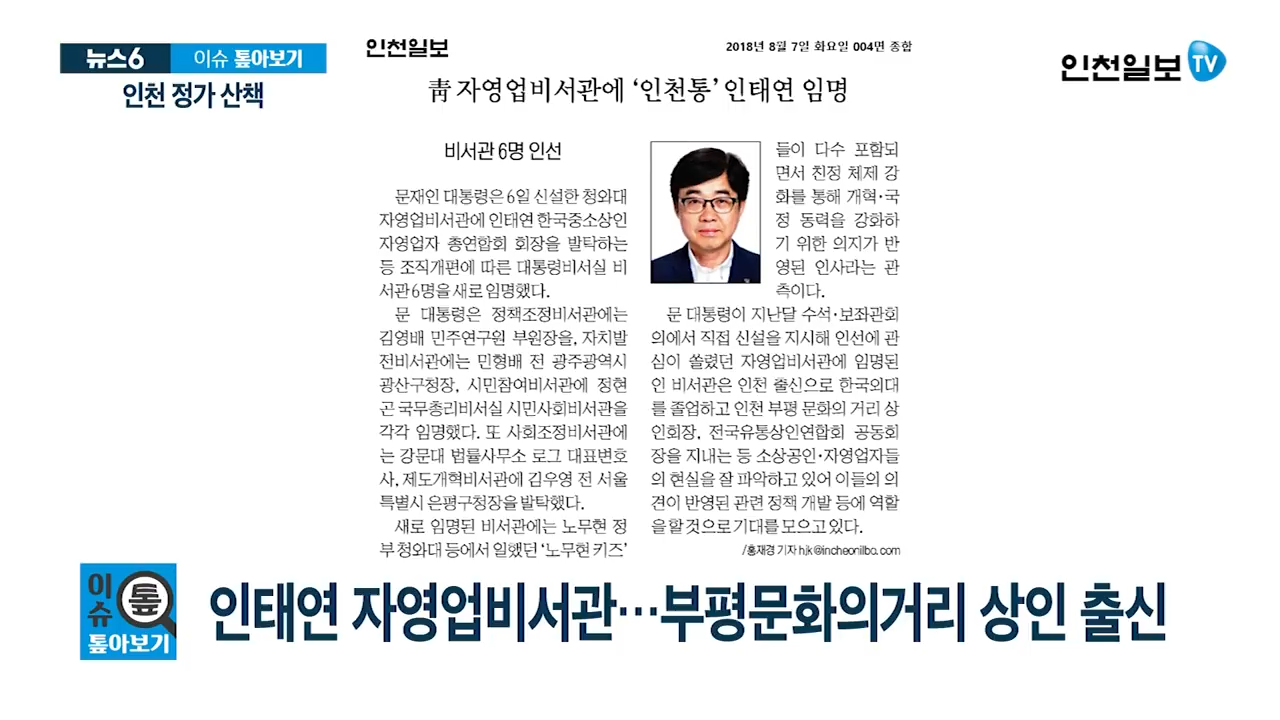 뉴스6 이슈 톺아보기
인천 정가 산책
인천일보
2018년 8월 7일 화요일 004면 종합
인천일보 TV
靑 자영업비서관에 ‘인천통’ 인태연 임명
비서관 6명 인선
문재인 대통령은 6일 신설한 청와대
자영업비서관에 인태연 한국중소상인
자영업자 총연합회 회장을 발탁하는
등 조직개편에 따른 대통령비서실 비
서관 6명을 새로 임명했다.
문 대통령은 정책조정비서관에는
김영배 민주연구원 부원장을, 자치발
전비서관에는 민형배 전 광주광역시
광산구청장, 시민참여비서관에 정현
곤 국무총리비서실 시민사회비서관을
각각 임명했다. 또 사회조정비서관에
는 강문대 법률사무소 로그 대표변호
사, 제도개혁비서관에 김우영 전 서울
특별시 은평구청장을 발탁했다.
새로 임명된 비서관에는 노무현 정
부 청와대 등에서 일했던 ‘노무현 키즈’
들이 다수 포함되
면서 친정 체제 강
화를 통해 개혁·국
정 동력을 강화하
기 위한 의지가 반
영된 인사라는 관
측이다.
문 대통령이 지난달 수석·보좌관회
의에서 직접 신설을 지시해 인선에 관
심이 쏠렸던 자영업비서관에 임명된
인 비서관은 인천 출신으로 한국외대
를 졸업하고 인천 부평 문화의 거리 상
인회장, 전국유통상인연합회 공동회
장을 지내는 등 소상공인·자영업자들
의 현실을 잘 파악하고 있어 이들의 의
견이 반영된 관련 정책 개발 등에 역할
을 할 것으로 기대를 모으고 있다.
/홍재경 기자 hjk@incheonilbo.com
이슈 톺
톺아보기
인태연 자영업비서관…부평문화의거리 상인 출신